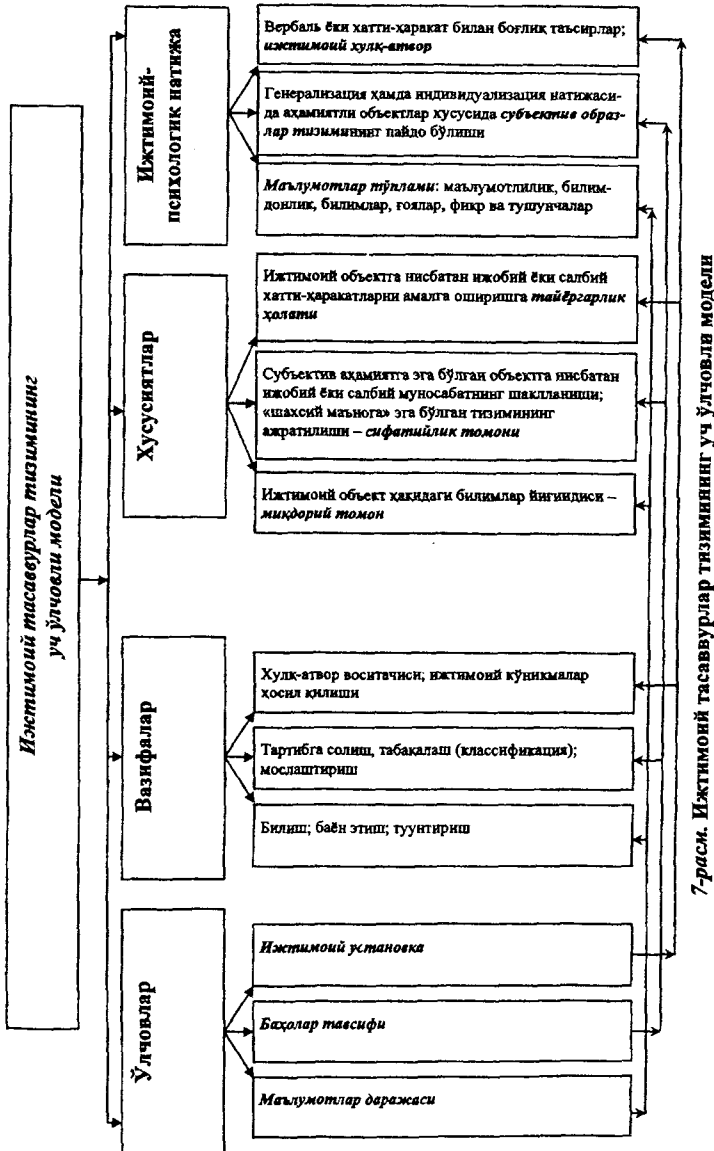 Ижтимоий тасаввурлар тизимининг
уч ўлчовли модели
Ўлчовлар
Маълумотлар даражаси
Баҳолар тавсифи
Ижтимоий установка
Вазифалар
Билиш; баён этиш; туунтириш
Тартибга солиш, табақалаш (классификация);
мослаштириш
Хулқ-атвор воситачиси; ижтимоий кўникмалар
ҳосил қилиши
Хусусиятлар
Ижтимоий объект ҳақидаги билимлар йиғиндиси –
миқдорий томон
Субъектив аҳамиятга эга бўлган объектга нисбатан
ижобий ёки салбий муносабатнинг шаклланиши;
«шахсий маънога» эга бўлган тизимининг
ажратилиши – сифатийлик томони
Ижтимоий объектга нисбатан ижобий ёки салбий
хатти-ҳаракатларни амалга оширишга тайёргарлик
ҳолати
Ижтимоий-
психологик натижа
Маълумотлар тўплами: маълумотлилик, билим-
донлик, билимлар, ғоялар, фикр ва тушунчалар
Генерализация ҳамда индивидуализация натижаси-
да аҳамиятли объектлар хусусида субъектив образ-
лар тизимининг пайдо бўлиши
Вербаль ёки хатти-ҳаракат билан боғлиқ таъсирлар;
ижтимоий хулқ-атвор
7-расм. Ижтимоий тасаввурлар тизимининг уч ўлчовли модели